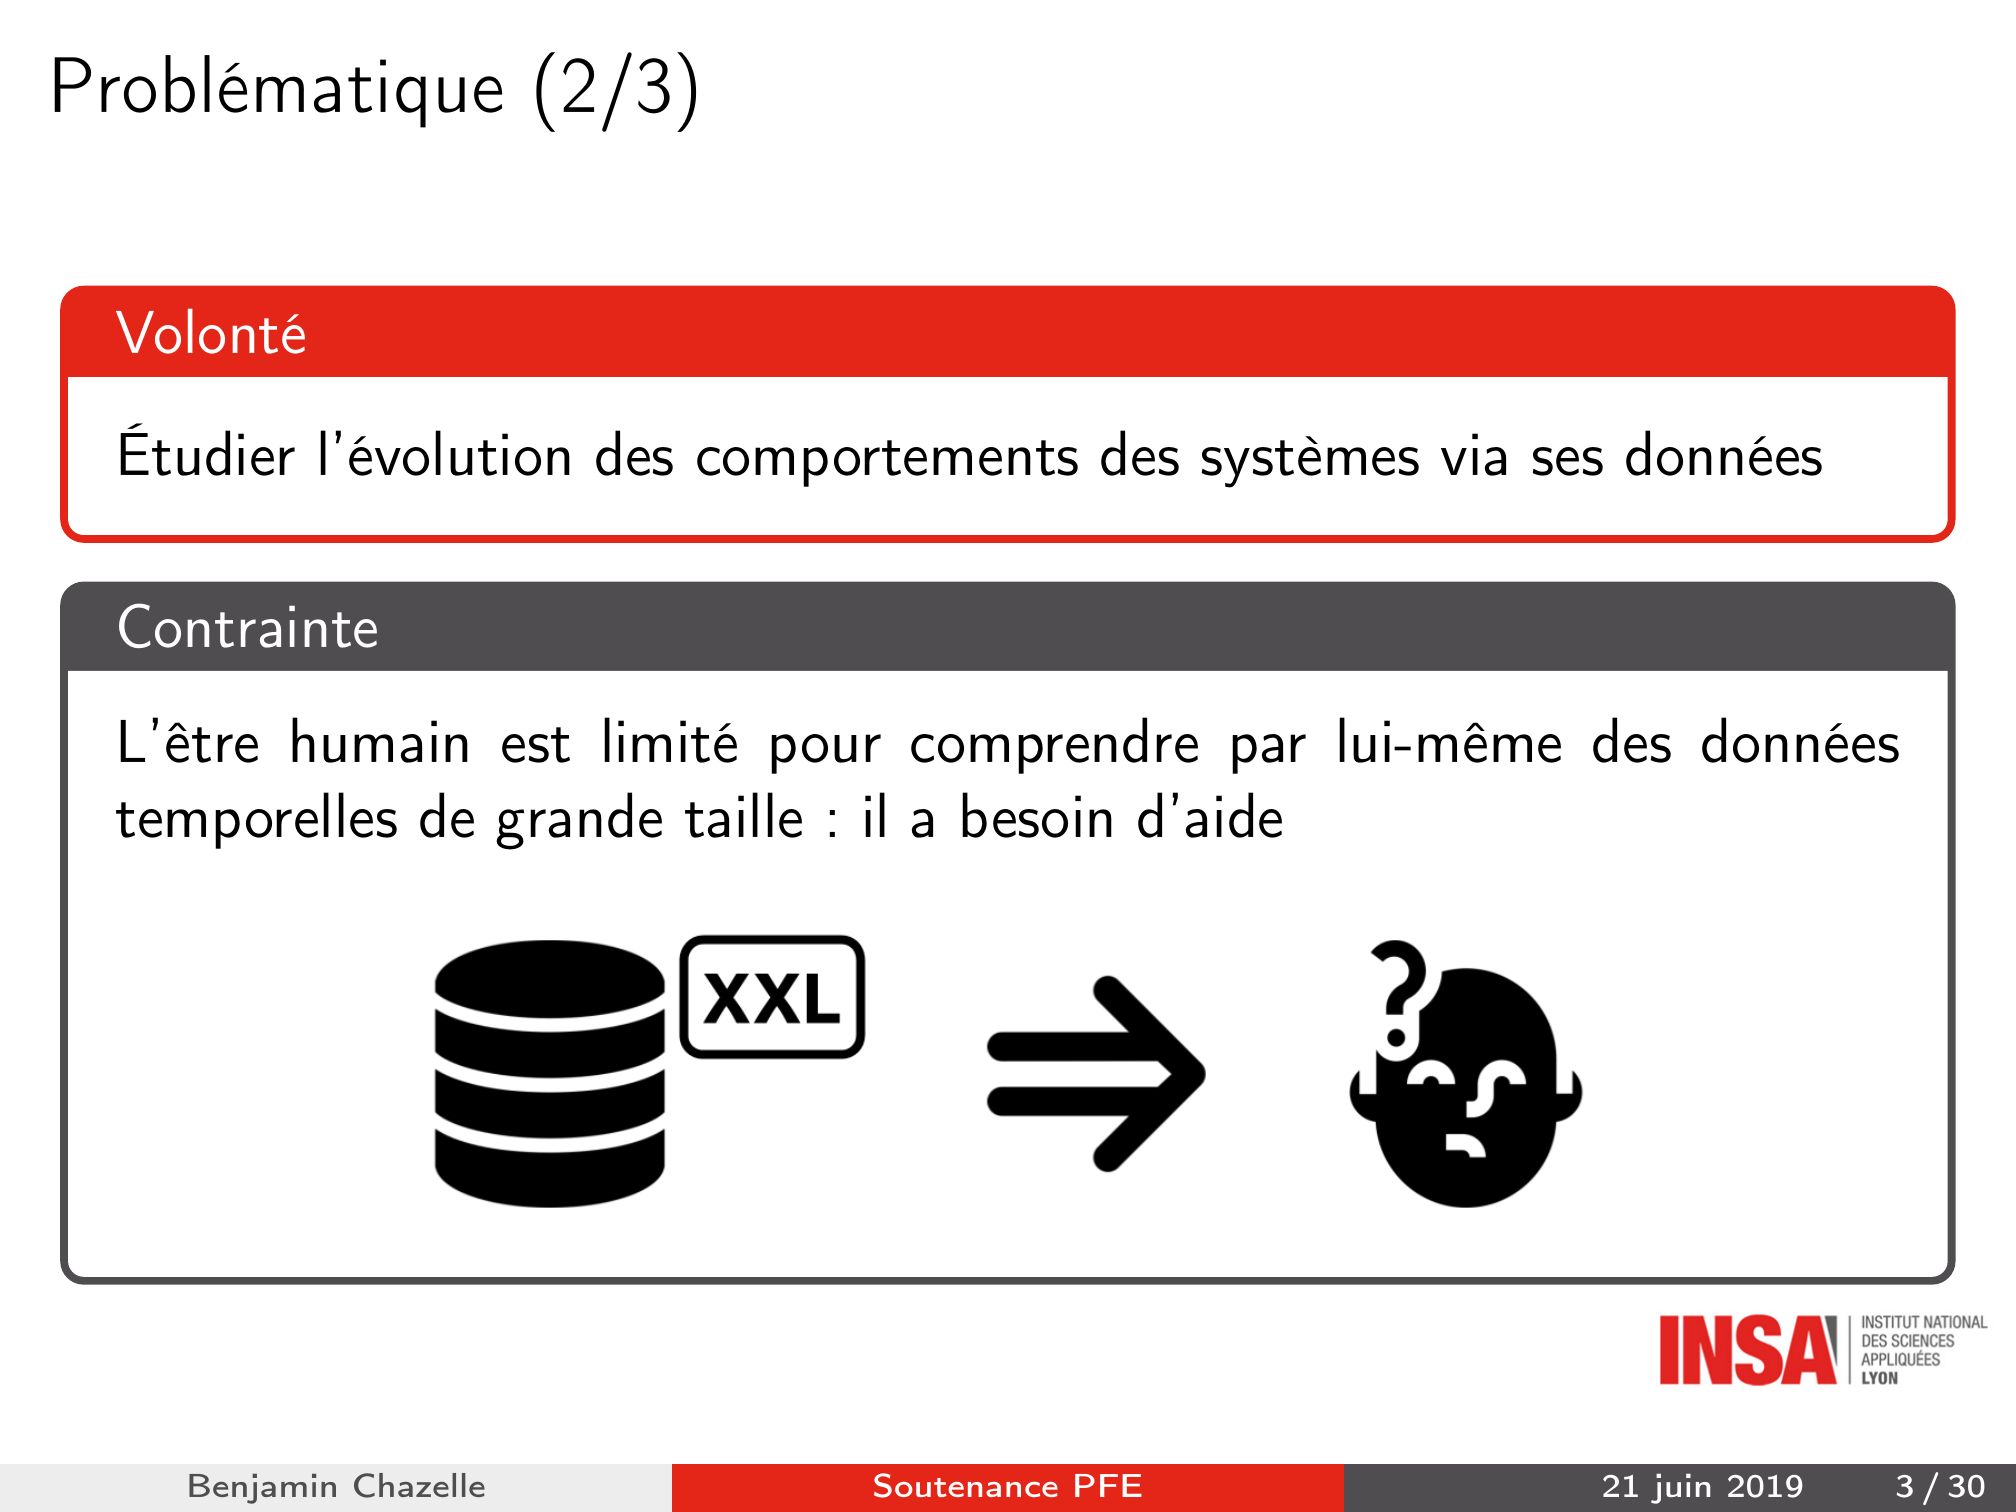 Problématique (2/3)
Volonté
Étudier l'évolution des comportements des systèmes via ses données
Contrainte
L'être humain est limité pour comprendre par lui-même des données
temporelles de grande taille : il a besoin d'aide
XXL
?
INSA
INSTITUT NATIONAL
DES SCIENCES
APPLIQUÉES
LYON
Benjamin Chazelle
Soutenance PFE
21 juin 2019
3 / 30